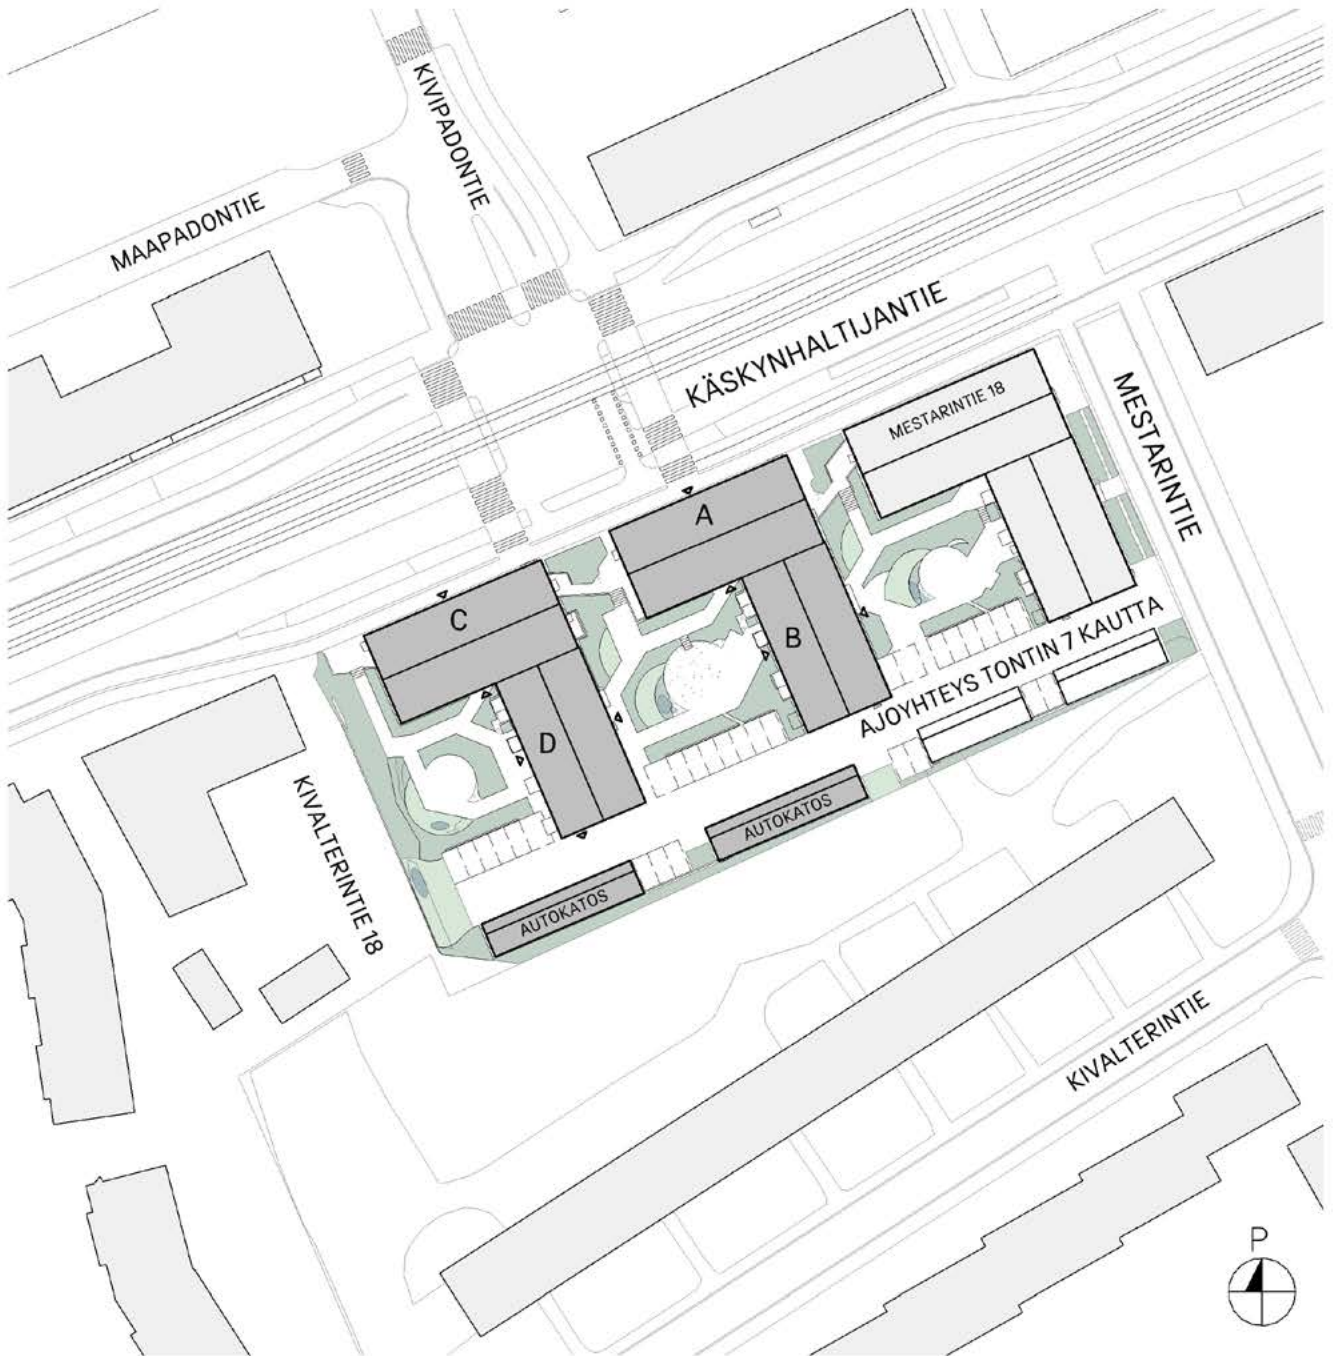 KIVIPADONTIE
MAAPADONTIE
KÄSKYNHALTIJANTIE
MESTARINTIE 18
MESTARINTIE
A
C
B
AJOYHTEYS TONTIN 7 KAUTTA
D
KIVALTERINTIE 18
AUTOKATOS
AUTOKATOS
KIVALTERINTIE
P